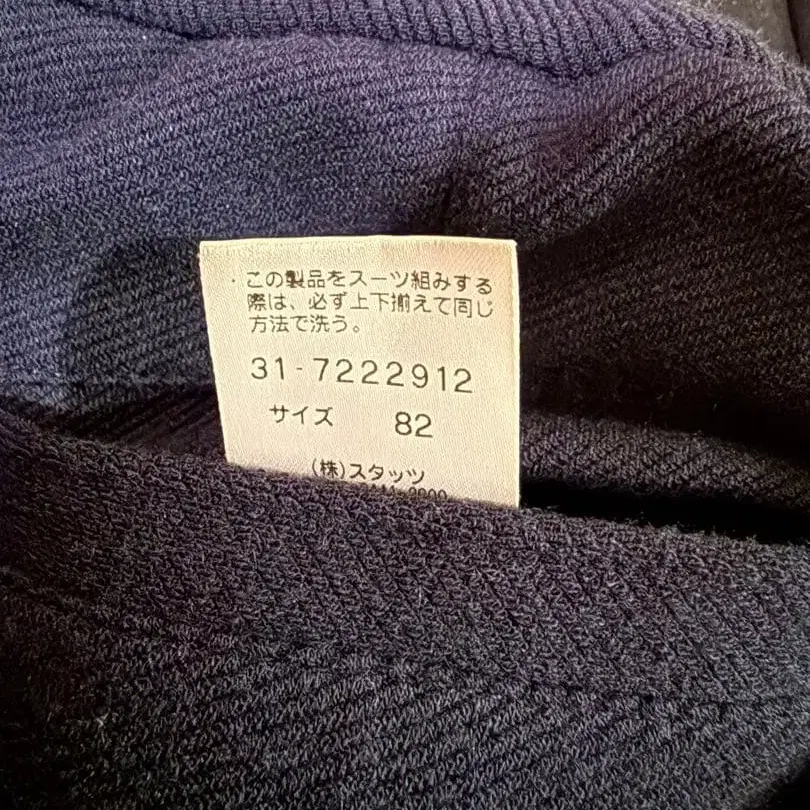 ・この製品をスーツ組みする
際は、必ず上下揃えて同じ
方法で洗う。
31-7222912
サイズ 82
(株)スタッツ